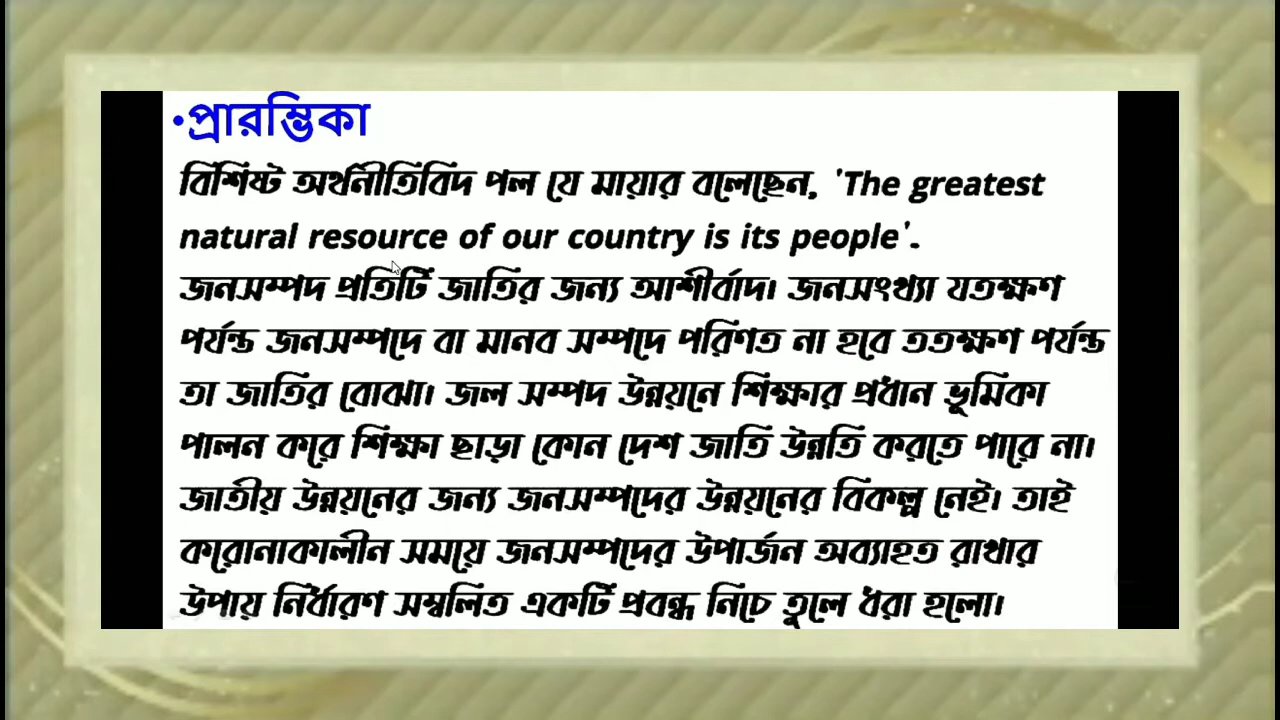 •প্রারম্ভিকা
বিশিষ্ট অর্থনীতিবিদ পল যে মায়ার বলেছেন, 'The greatest
natural resource of our country is its people'.
জনসম্পদ প্রতিটি জাতির জন্য আশীর্বাদ। জনসংখ্যা যতক্ষণ
পর্যন্ত জনসম্পদে বা মানব সম্পদে পরিণত না হবে ততক্ষণ পর্যন্ত
তা জাতির বোঝা। জল সম্পদ উন্নয়নে শিক্ষার প্রধান ভূমিকা
পালন করে শিক্ষা ছাড়া কোন দেশ জাতি উন্নতি করতে পারে না।
জাতীয় উন্নয়নের জন্য জনসম্পদের উন্নয়নের বিকল্প নেই। তাই
করোনাকালীন সময়ে জনসম্পদের উপার্জন অব্যাহত রাখার
উপায় নির্ধারণ সম্বলিত একটি প্রবন্ধ নিচে তুলে ধরা হলো।